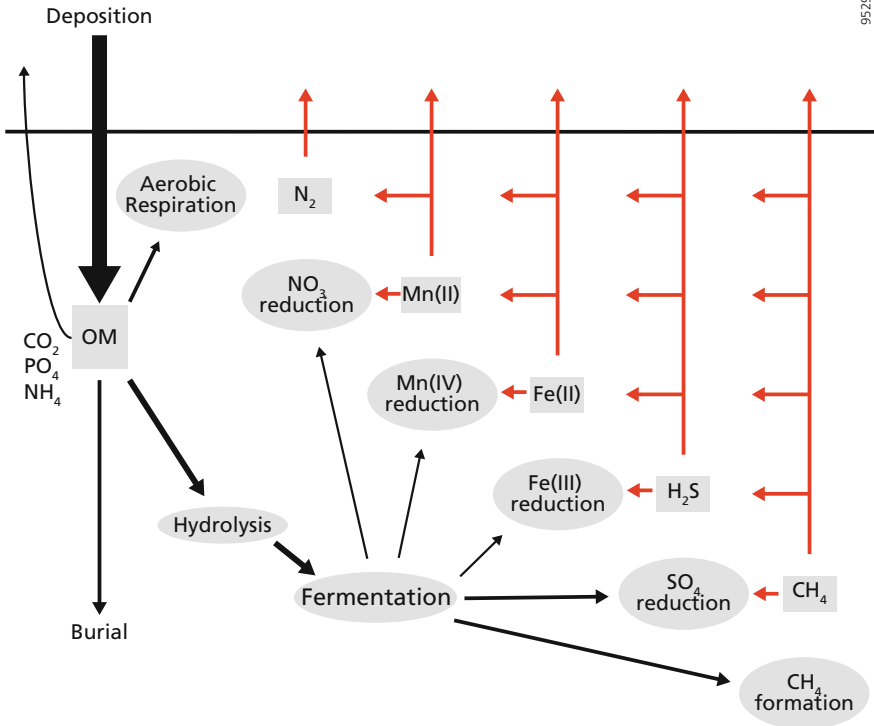 Deposition
9529
Aerobic
Respiration
N₂
NO₃
reduction
Mn(II)
OM
CO₂
PO₄
NH₄
Mn(IV)
reduction
Fe(II)
Fe(III)
reduction
H₂S
Hydrolysis
Fermentation
SO₄
reduction
CH₄
Burial
CH₄
formation